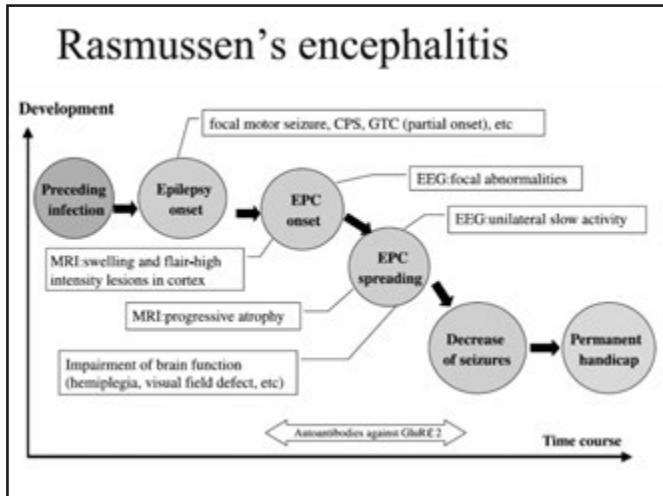 Rasmussen's encephalitis
Development
focal motor seizure, CPS, GTC (partial onset), etc
Preceding
infection
Epilepsy
onset
EPC
onset
EEG:focal abnormalities
EEG:unilateral slow activity
MRI:swelling and flair-high
intensity lesions in cortex
EPC
spreading
MRI:progressive atrophy
Impairment of brain function
(hemiplegia, visual field defect, etc)
Decrease
of seizures
Permanent
handicap
Autoantibodies against GluR£2
Time course